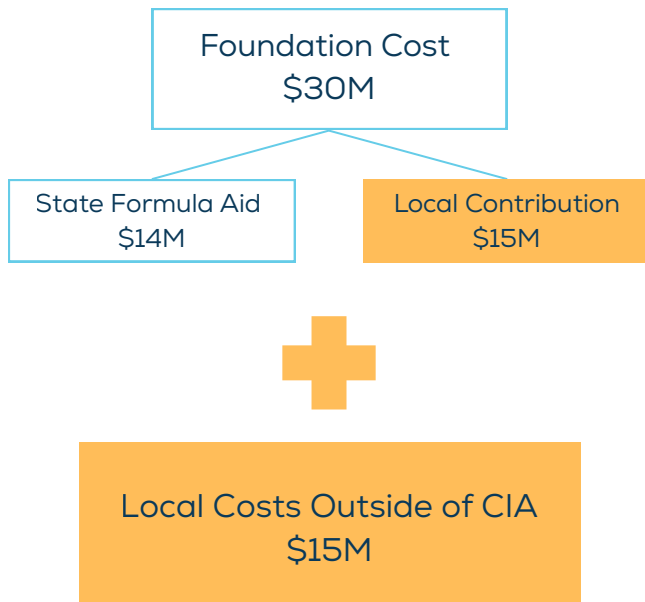 Foundation Cost
$30M
State Formula Aid
$14M
Local Contribution
$15M
Local Costs Outside of CIA
$15M